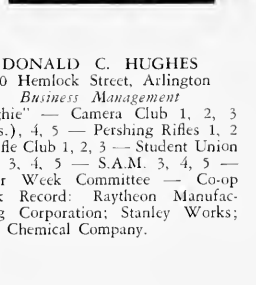 DONALD C. HUGHES
0 Hemlock Street, Arlington
Business Management
hie" — Camera Club 1, 2, 3
s.), 4, 5 — Pershing Rifles 1, 2
fle Club 1, 2, 3 — Student Union
3, 4, 5 — S.A.M. 3, 4, 5 —
r Week Committee — Co-op
Record: Raytheon Manufac-
g Corporation; Stanley Works;
Chemical Company.